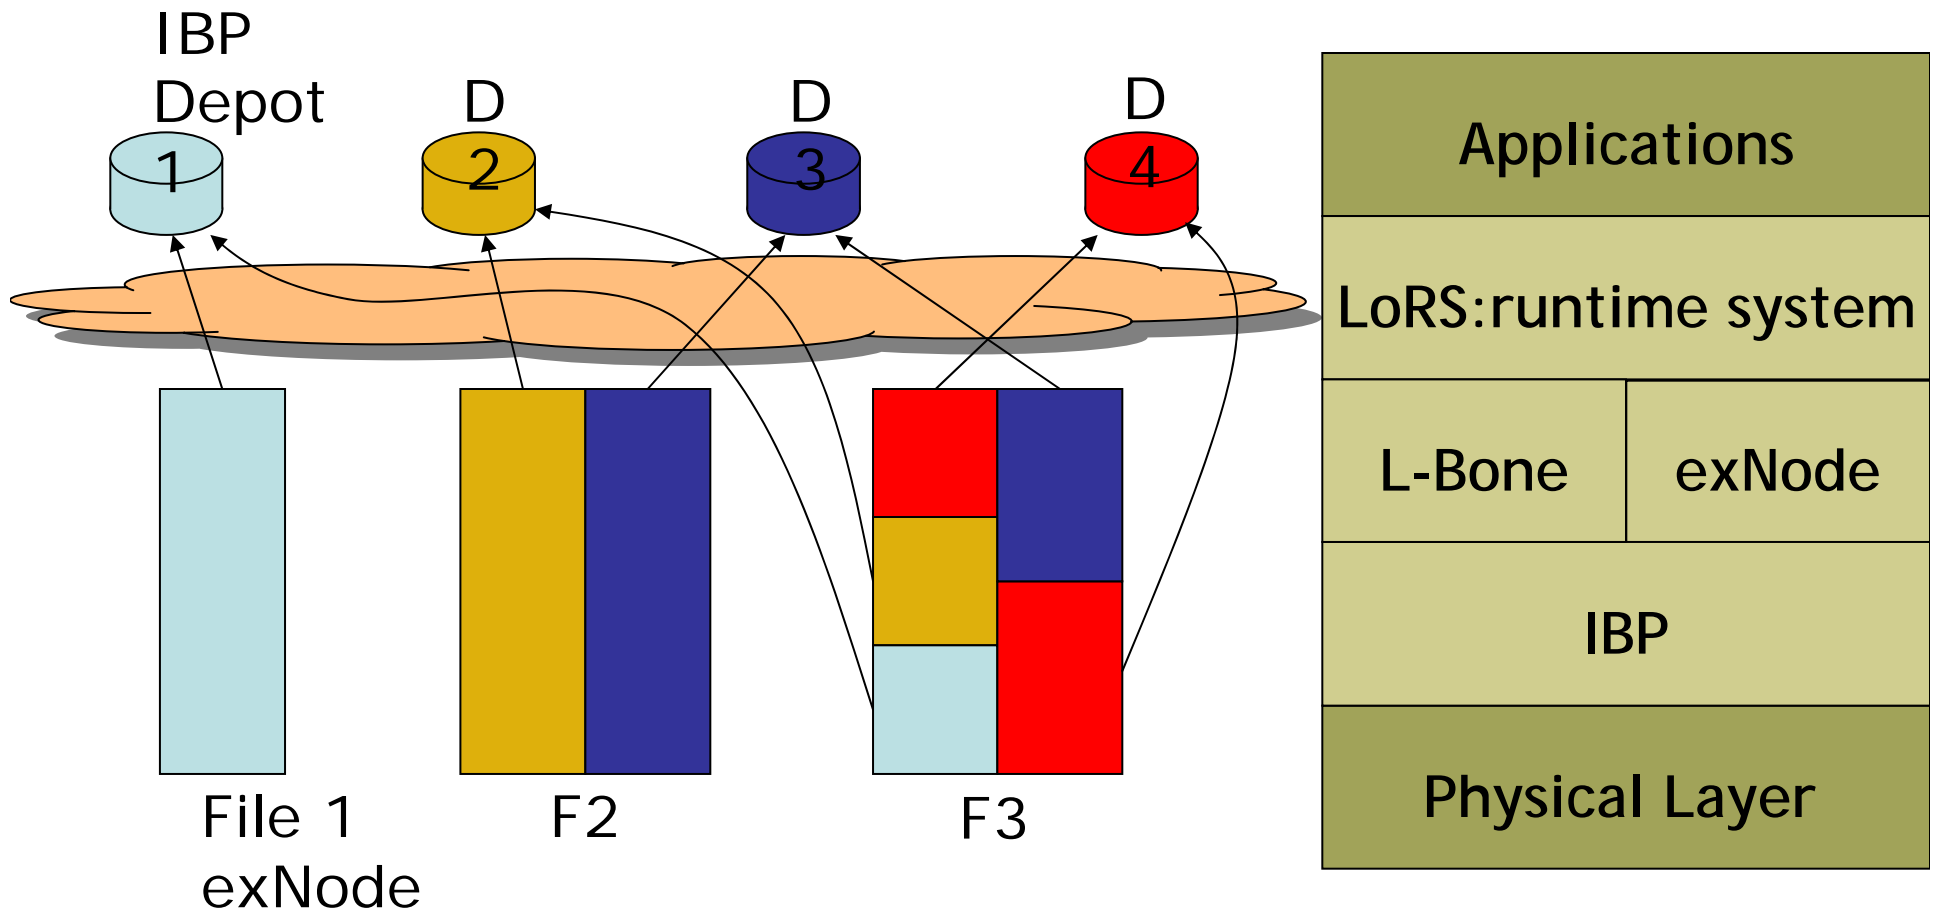 IBP
Depot
D
D
D
1
2
3
4
File 1
exNode
F2
F3
Applications
LoRS:runtime system
L-Bone
exNode
IBP
Physical Layer